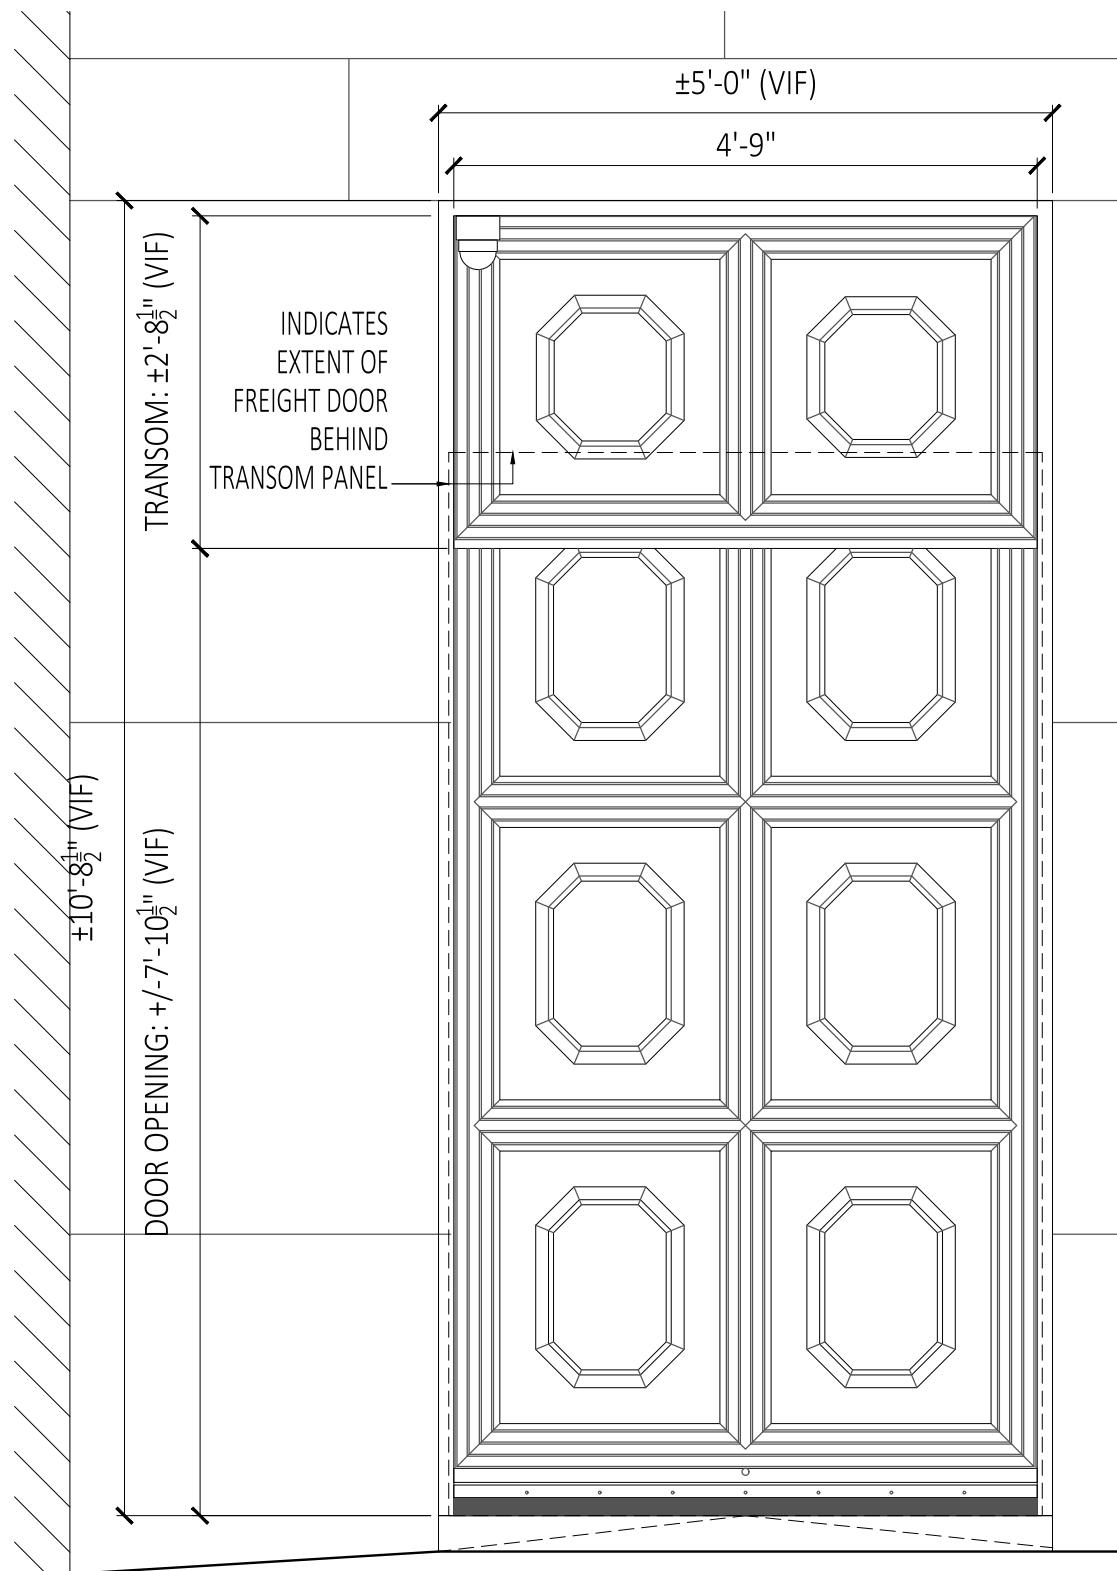 ±5'-0" (VIF)
4'-9"
TRANSOM: ±2'-8½" (VIF)
INDICATES
EXTENT OF
FREIGHT DOOR
BEHIND
TRANSOM PANEL
±10'-8½" (VIF)
DOOR OPENING: +/-7'-10½" (VIF)